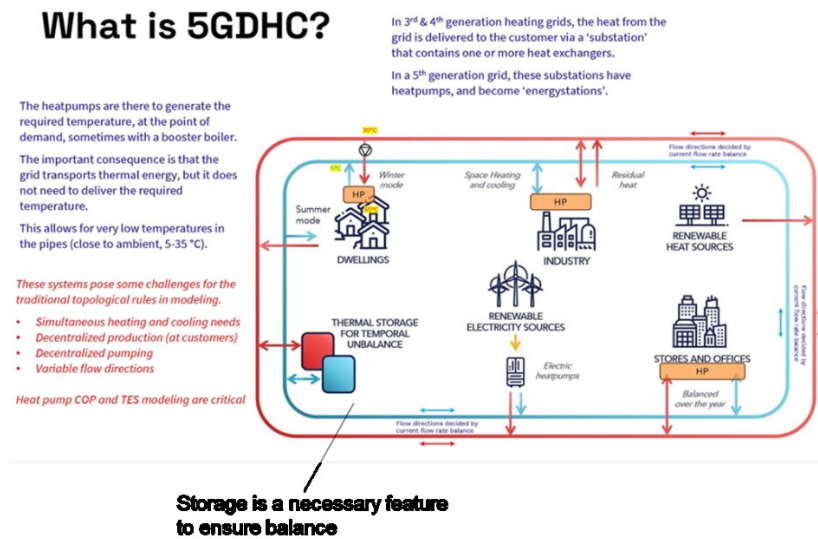 What is 5GDHC?
In 3rd & 4th generation heating grids, the heat from the
grid is delivered to the customer via a 'substation'
that contains one or more heat exchangers.
In a 5th generation grid, these substations have
heatpumps, and become 'energystations'.
The heatpumps are there to generate the
required temperature, at the point of
demand, sometimes with a booster boiler.
The important consequence is that the
grid transports thermal energy, but it does
not need to deliver the required
temperature.
This allows for very low temperatures in
the pipes (close to ambient, 5-35 °C).
These systems pose some challenges for the
traditional topological rules in modeling.
• Simultaneous heating and cooling needs
• Decentralized production (at customers)
• Decentralized pumping
• Variable flow directions
Heat pump COP and TES modeling are critical
Winter
mode
HP
Summer
mode
DWELLINGS
Space Heating
and cooling
Residual
heat
HP
INDUSTRY
Flow directions decided by
current flow rate balance
RENEWABLE
HEAT SOURCES
RENEWABLE
ELECTRICITY SOURCES
THERMAL STORAGE
FOR TEMPORAL
UNBALANCE
Electric
heatpumps
STORES AND OFFICES
HP
Balanced
over the year
Flow directions decided by
current flow rate balance
Flow directions decided by
current flow rate balance
Storage is a necessary feature
to ensure balance